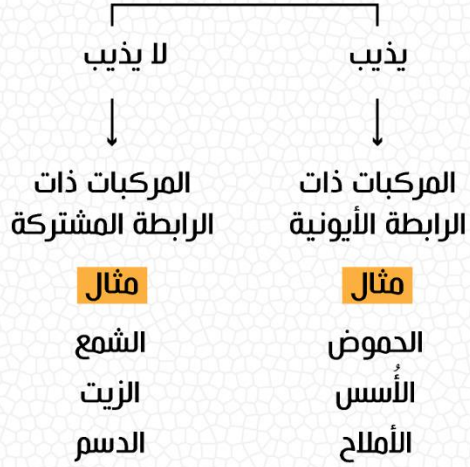 يذيب
لا يذيب
المركبات ذات
الرابطة الأيونية
المركبات ذات
الرابطة المشتركة
مثال
مثال
الحموض
الشمع
الأُسس
الزيت
الأملاح
الدسم